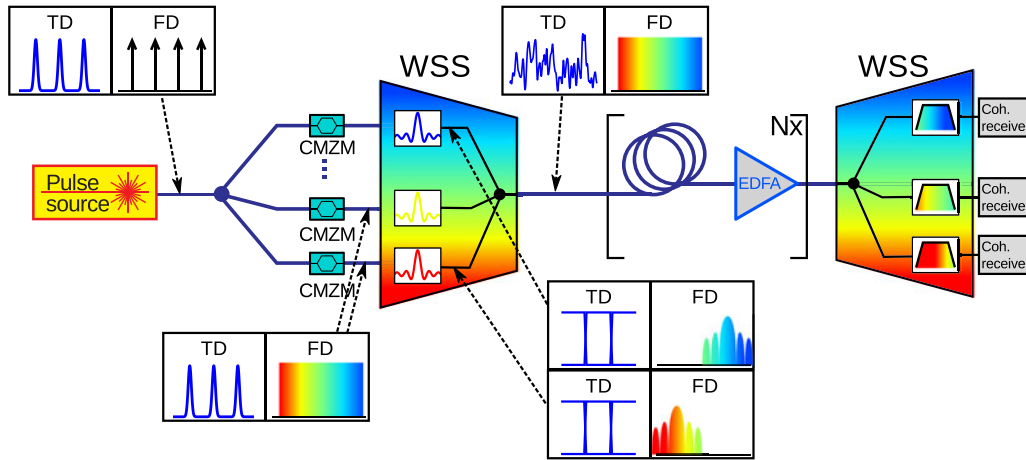 TD FD
TD FD
WSS
WSS
Nx
CMZM
Pulse
source
CMZM
CMZM
EDFA
Coh.
receive
Coh.
receive
Coh.
receive
TD FD
TD FD
TD FD